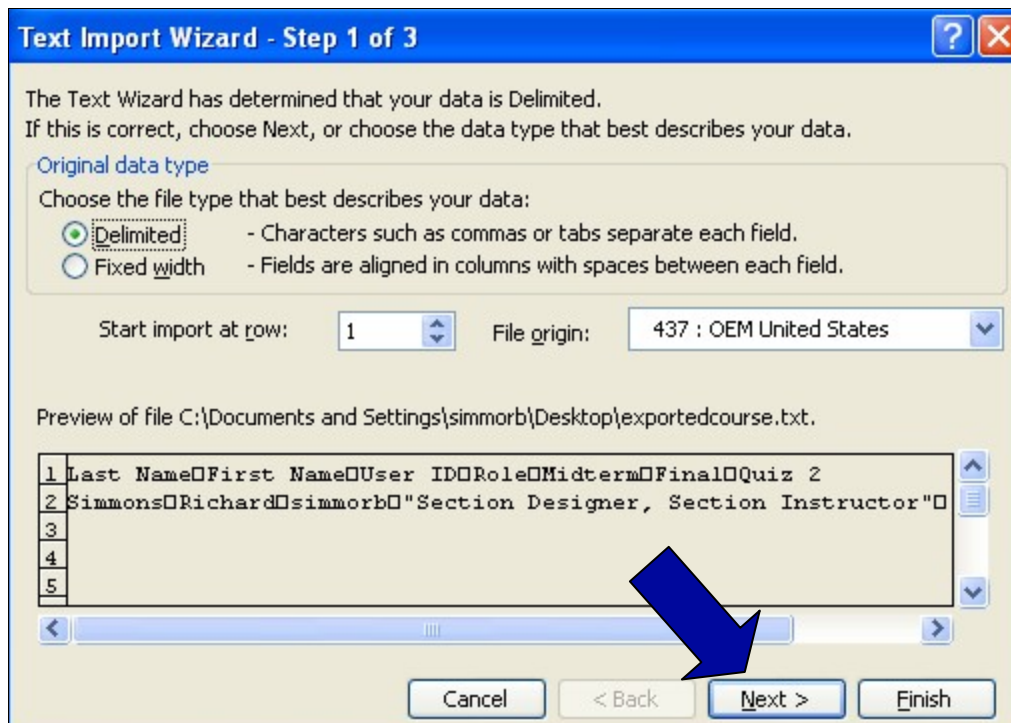 Text Import Wizard - Step 1 of 3
The Text Wizard has determined that your data is Delimited.
If this is correct, choose Next, or choose the data type that best describes your data.
Original data type
Choose the file type that best describes your data:
Delimited - Characters such as commas or tabs separate each field.
Fixed width - Fields are aligned in columns with spaces between each field.
Start import at row: 1 File origin: 437 : OEM United States
Preview of file C:\Documents and Settings\simmorb\Desktop\exportedcourse.txt.
1 Last Name□First Name□User ID□Role□Midterm□Final□Quiz 2
2 Simmons□Richard□simmorb□"Section Designer, Section Instructor"□
3
4
5
Cancel < Back Next > Finish